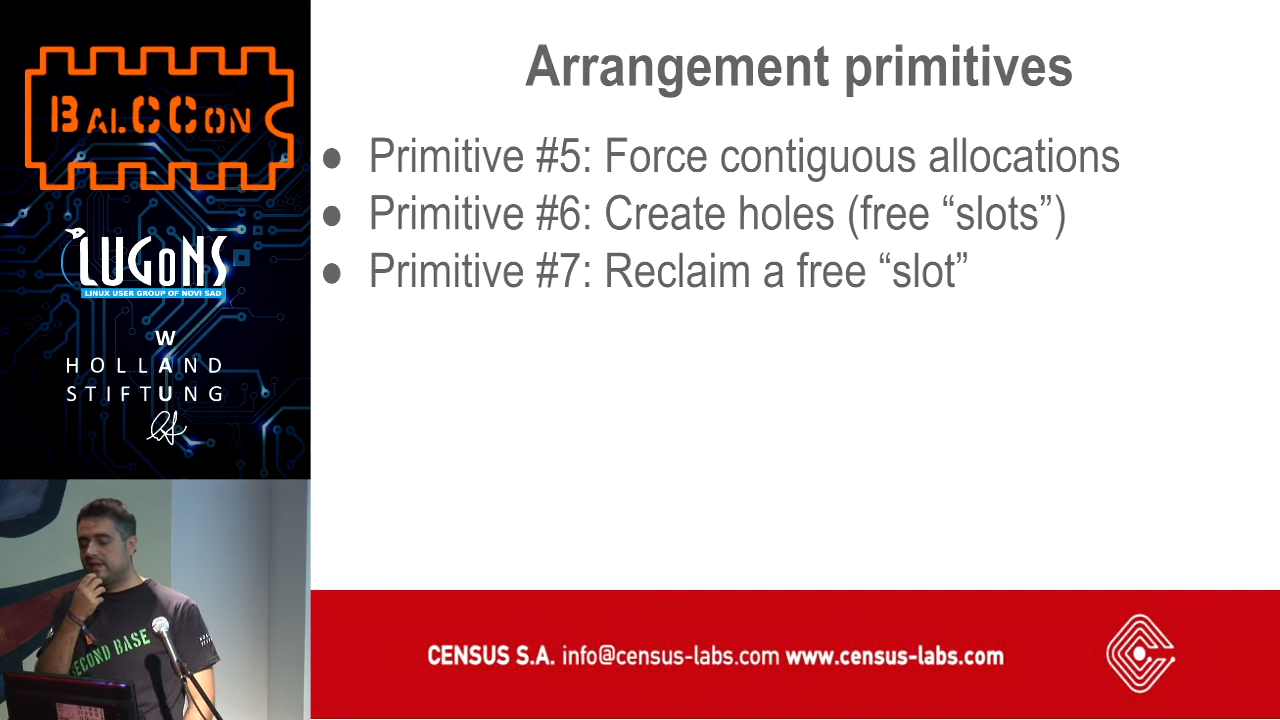 BALCCON
LUGONS
LINUX USER GROUP OF NOVI SAD
W
HOLLAND
STIFTUNG
U
Arrangement primitives
● Primitive #5: Force contiguous allocations
● Primitive #6: Create holes (free “slots”)
● Primitive #7: Reclaim a free “slot”
SECOND BASE
CENSUS S.A. info@census-labs.com www.census-labs.com